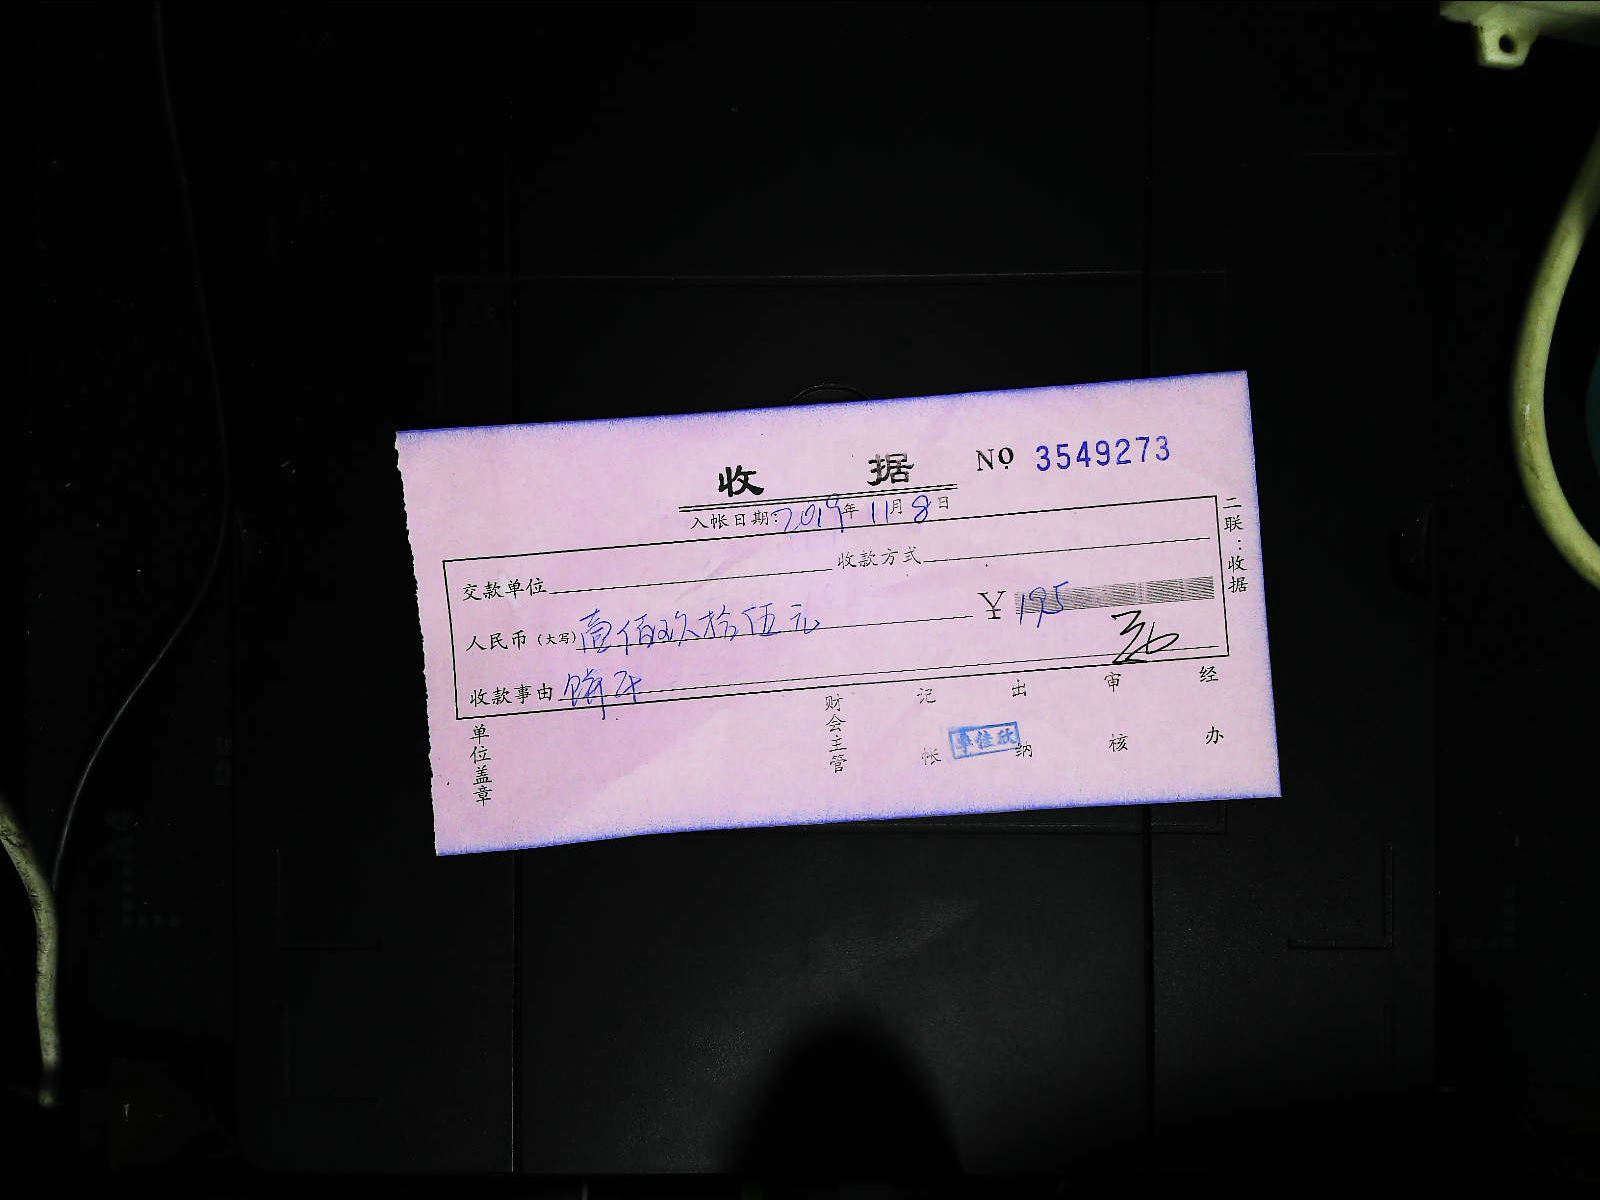 收 据 Nº 3549273
入帐日期：2019年11月8日
交款单位 收款方式
人民币（大写）壹佰玖拾伍元 ¥ 195
收款事由
二联：收据
单位盖章 财会主管 记帐 出纳 审核 经办